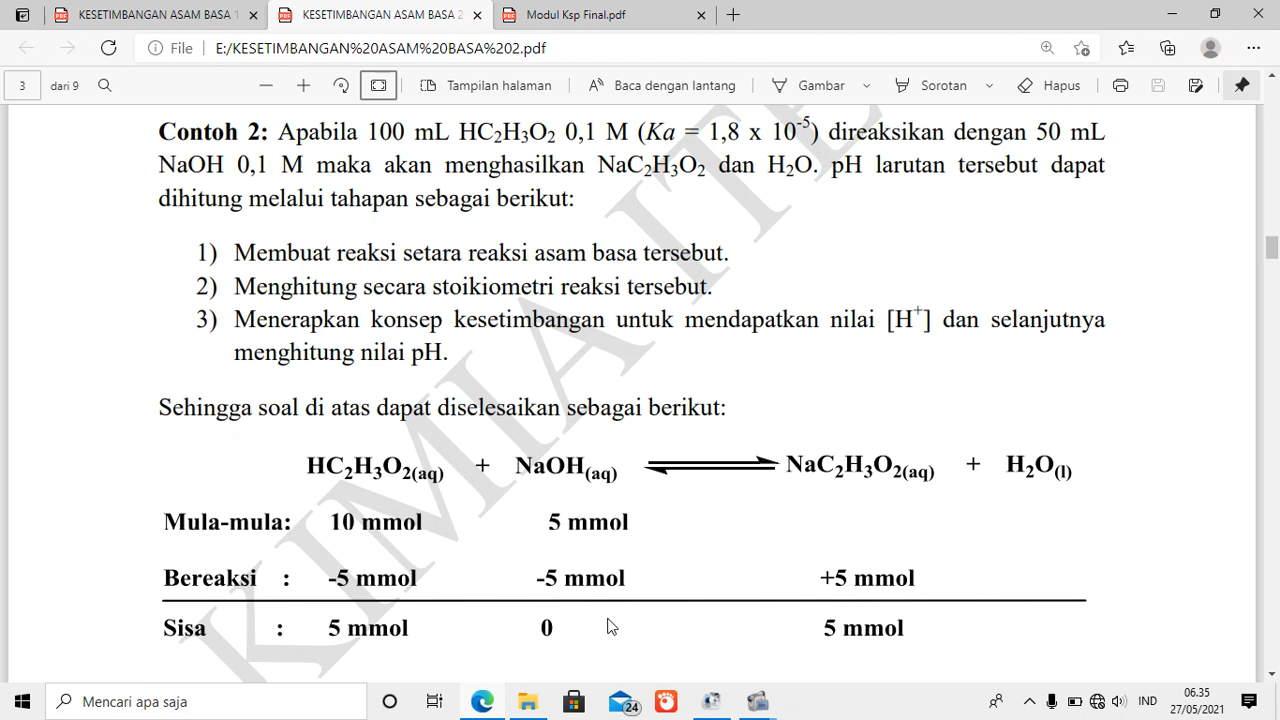 KESETIMBANGAN ASAM BASA 1
KESETIMBANGAN ASAM BASA 2
Modul Ksp Final.pdf
File E:/KESETIMBANGAN%20ASAM%20BASA%202.pdf
3 dari 9 Tampilan halaman Baca dengan lantang Gambar Sorotan Hapus
Contoh 2: Apabila 100 mL HC₂H₃O₂ 0,1 M (Ka = 1,8 x 10⁻⁵) direaksikan dengan 50 mL
NaOH 0,1 M maka akan menghasilkan NaC₂H₃O₂ dan H₂O. pH larutan tersebut dapat
dihitung melalui tahapan sebagai berikut:
1) Membuat reaksi setara reaksi asam basa tersebut.
2) Menghitung secara stoikiometri reaksi tersebut.
3) Menerapkan konsep kesetimbangan untuk mendapatkan nilai [H⁺] dan selanjutnya
menghitung nilai pH.
Sehingga soal di atas dapat diselesaikan sebagai berikut:
HC₂H₃O₂(aq) + NaOH(aq) ⇌ NaC₂H₃O₂(aq) + H₂O(l)
Mula-mula: 10 mmol 5 mmol
Bereaksi : -5 mmol -5 mmol +5 mmol
Sisa : 5 mmol 0 5 mmol
KIMIA ITE
Mencari apa saja
24
IND
06.35
27/05/2021